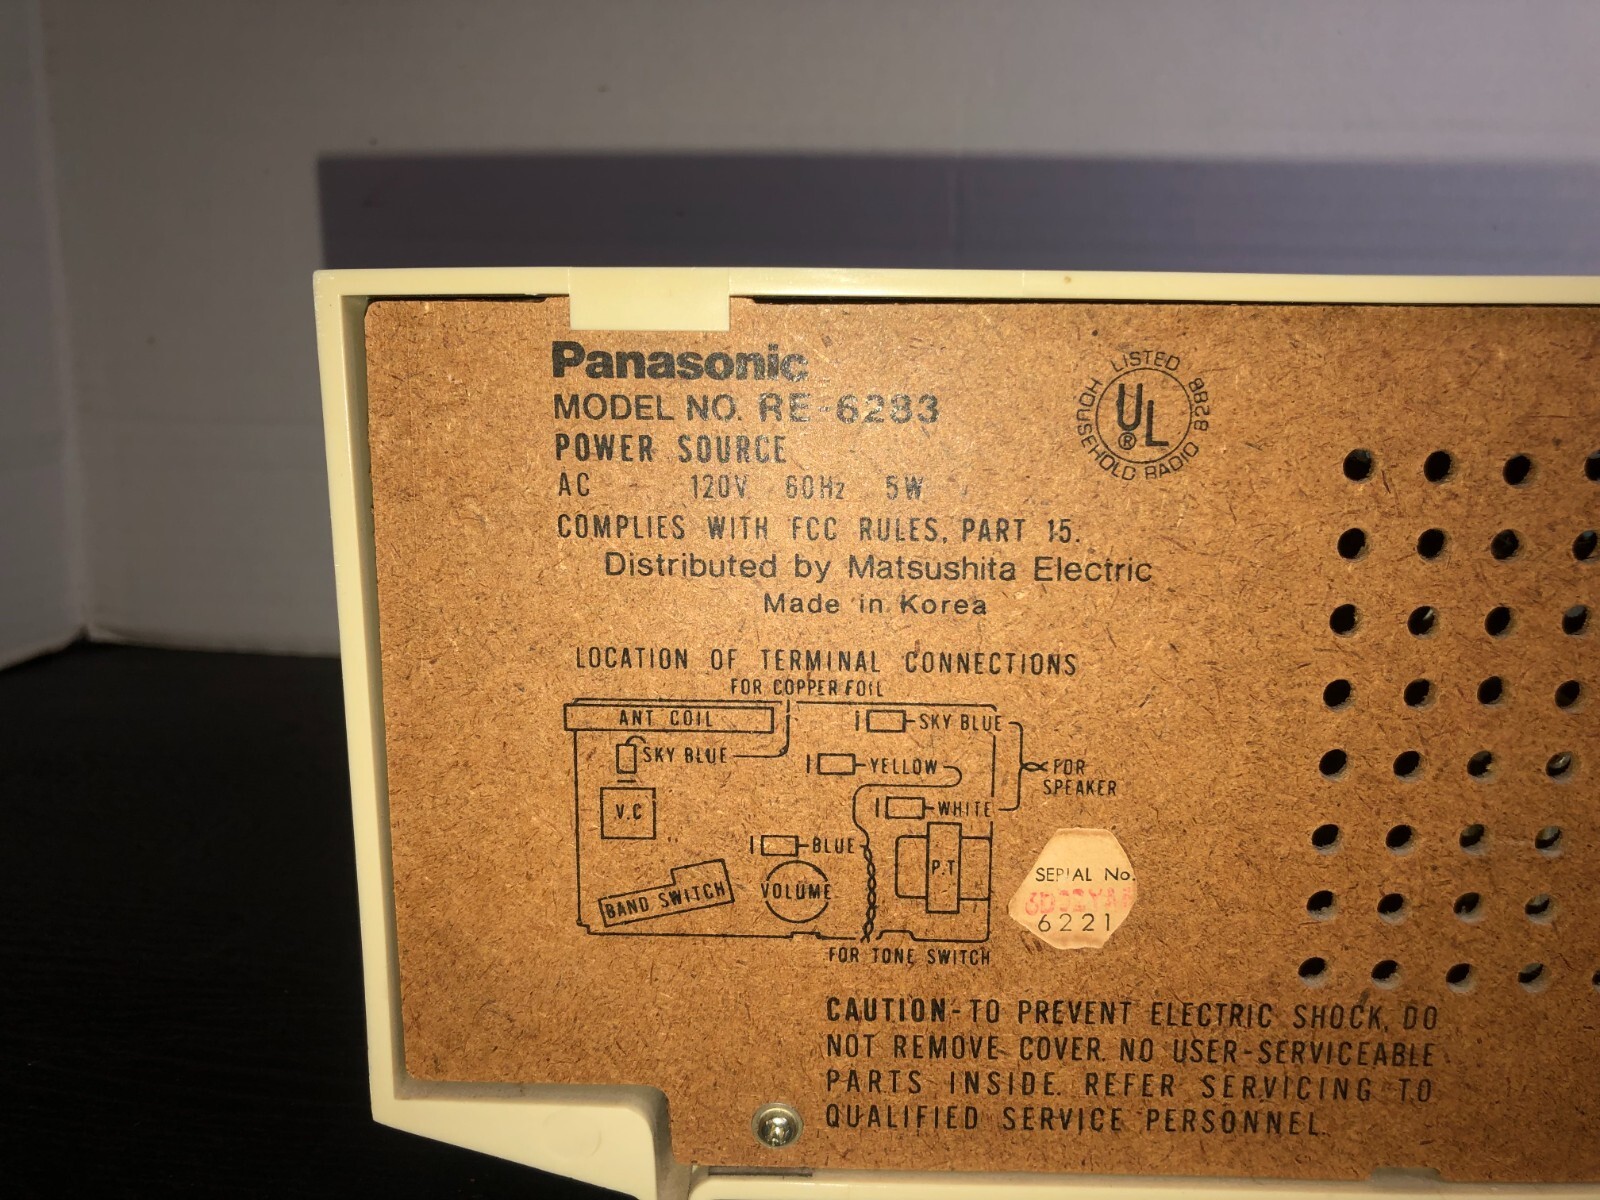 Panasonic
MODEL NO. RE-6283
POWER SOURCE
AC 120V 60Hz 5W
COMPLIES WITH FCC RULES, PART 15.
Distributed by Matsushita Electric
Made in Korea
LISTED 882B
UL ®
HOUSEHOLD RADIO
LOCATION OF TERMINAL CONNECTIONS
FOR COPPER FOIL
ANT COIL
SKY BLUE
SKY BLUE
YELLOW
FOR
SPEAKER
V.C
WHITE
BLUE
P.T
BAND SWITCH
VOLUME
FOR TONE SWITCH
SERIAL No.
6221
CAUTION-TO PREVENT ELECTRIC SHOCK, DO
NOT REMOVE COVER. NO USER-SERVICEABLE
PARTS INSIDE. REFER SERVICING TO
QUALIFIED SERVICE PERSONNEL.